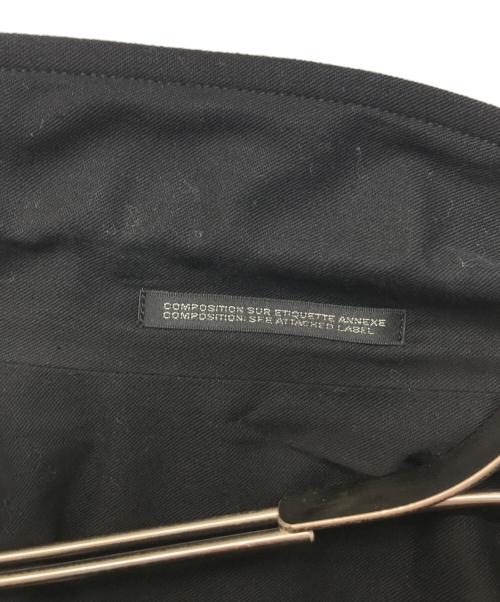 COMPOSITION SUR ETIQUETTE ANNEXE
COMPOSITION: SEE ATTACHED LABEL